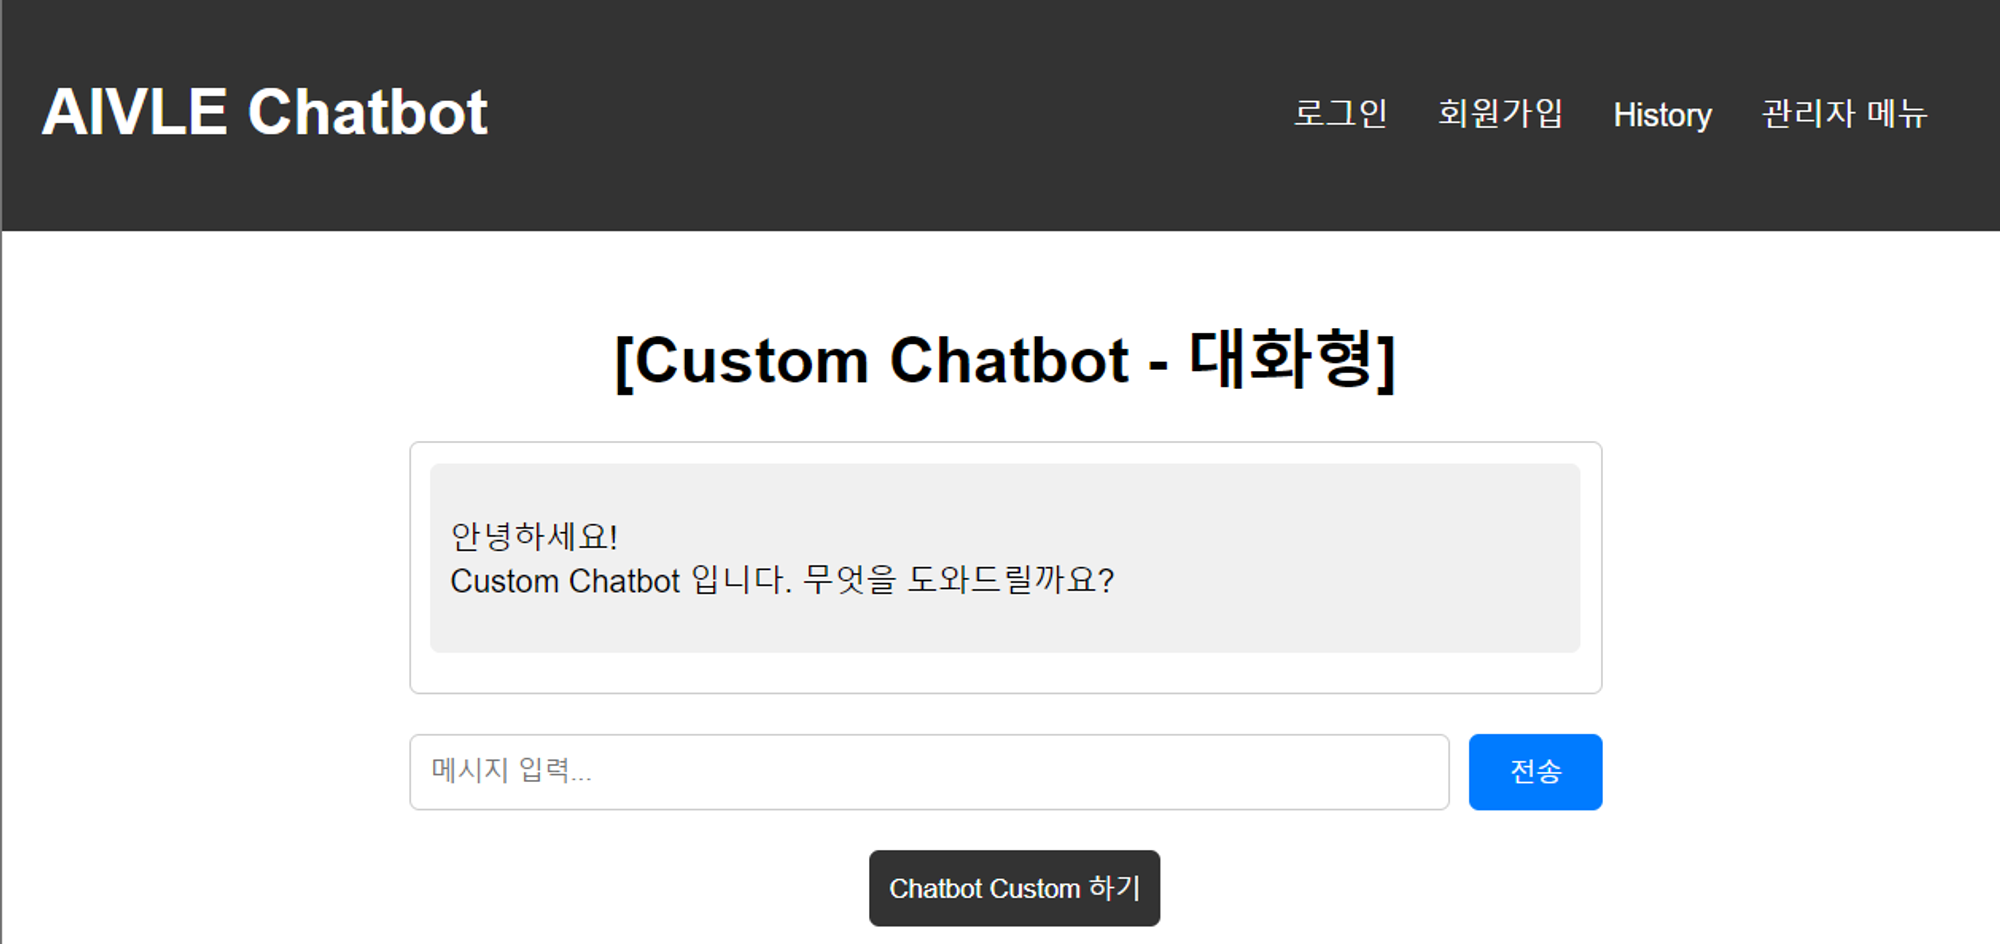 AIVLE Chatbot
로그인 회원가입 History 관리자 메뉴
[Custom Chatbot - 대화형]
안녕하세요!
Custom Chatbot 입니다. 무엇을 도와드릴까요?
메시지 입력...
전송
Chatbot Custom 하기